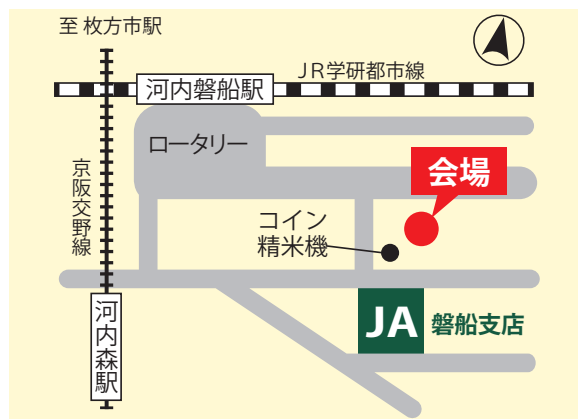 至 枚方市駅
JR学研都市線
河内磐船駅
ロータリー
京阪交野線
会場
コイン
精米機
河内森駅
JA 磐船支店